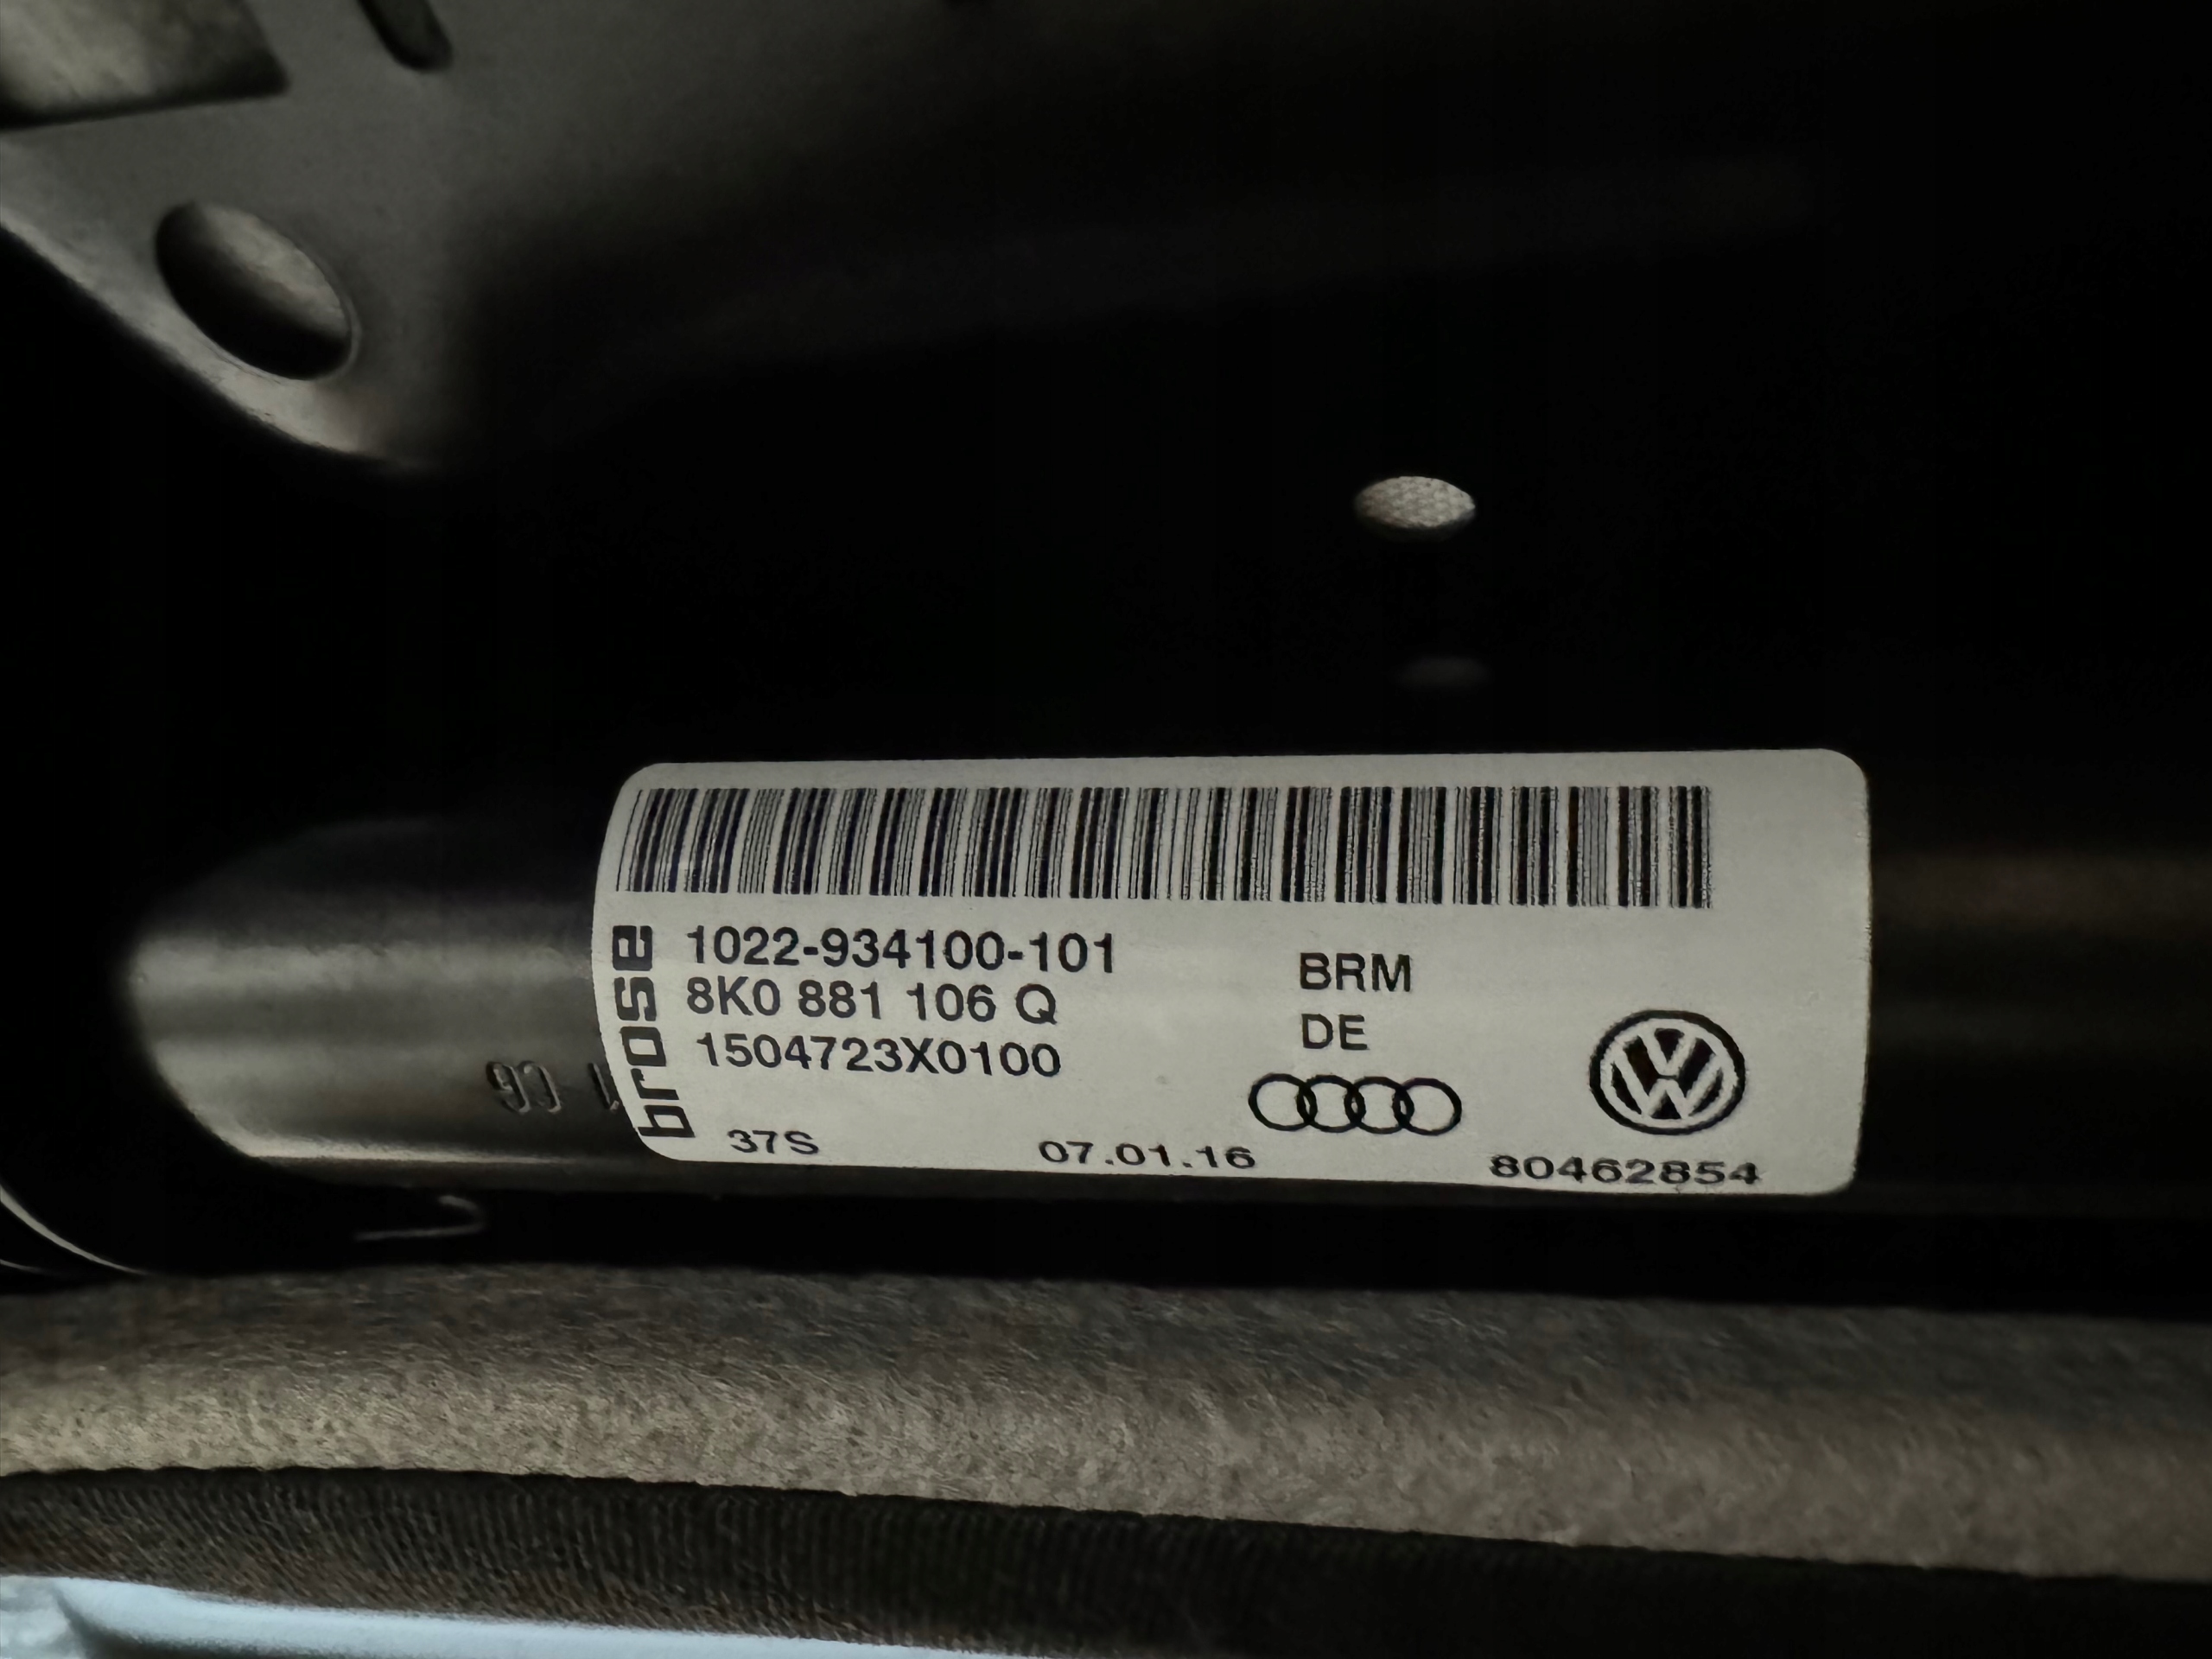 brose
1022-934100-101
8K0 881 106 Q
1504723X0100
BRM
DE
37S
07.01.16
80462854